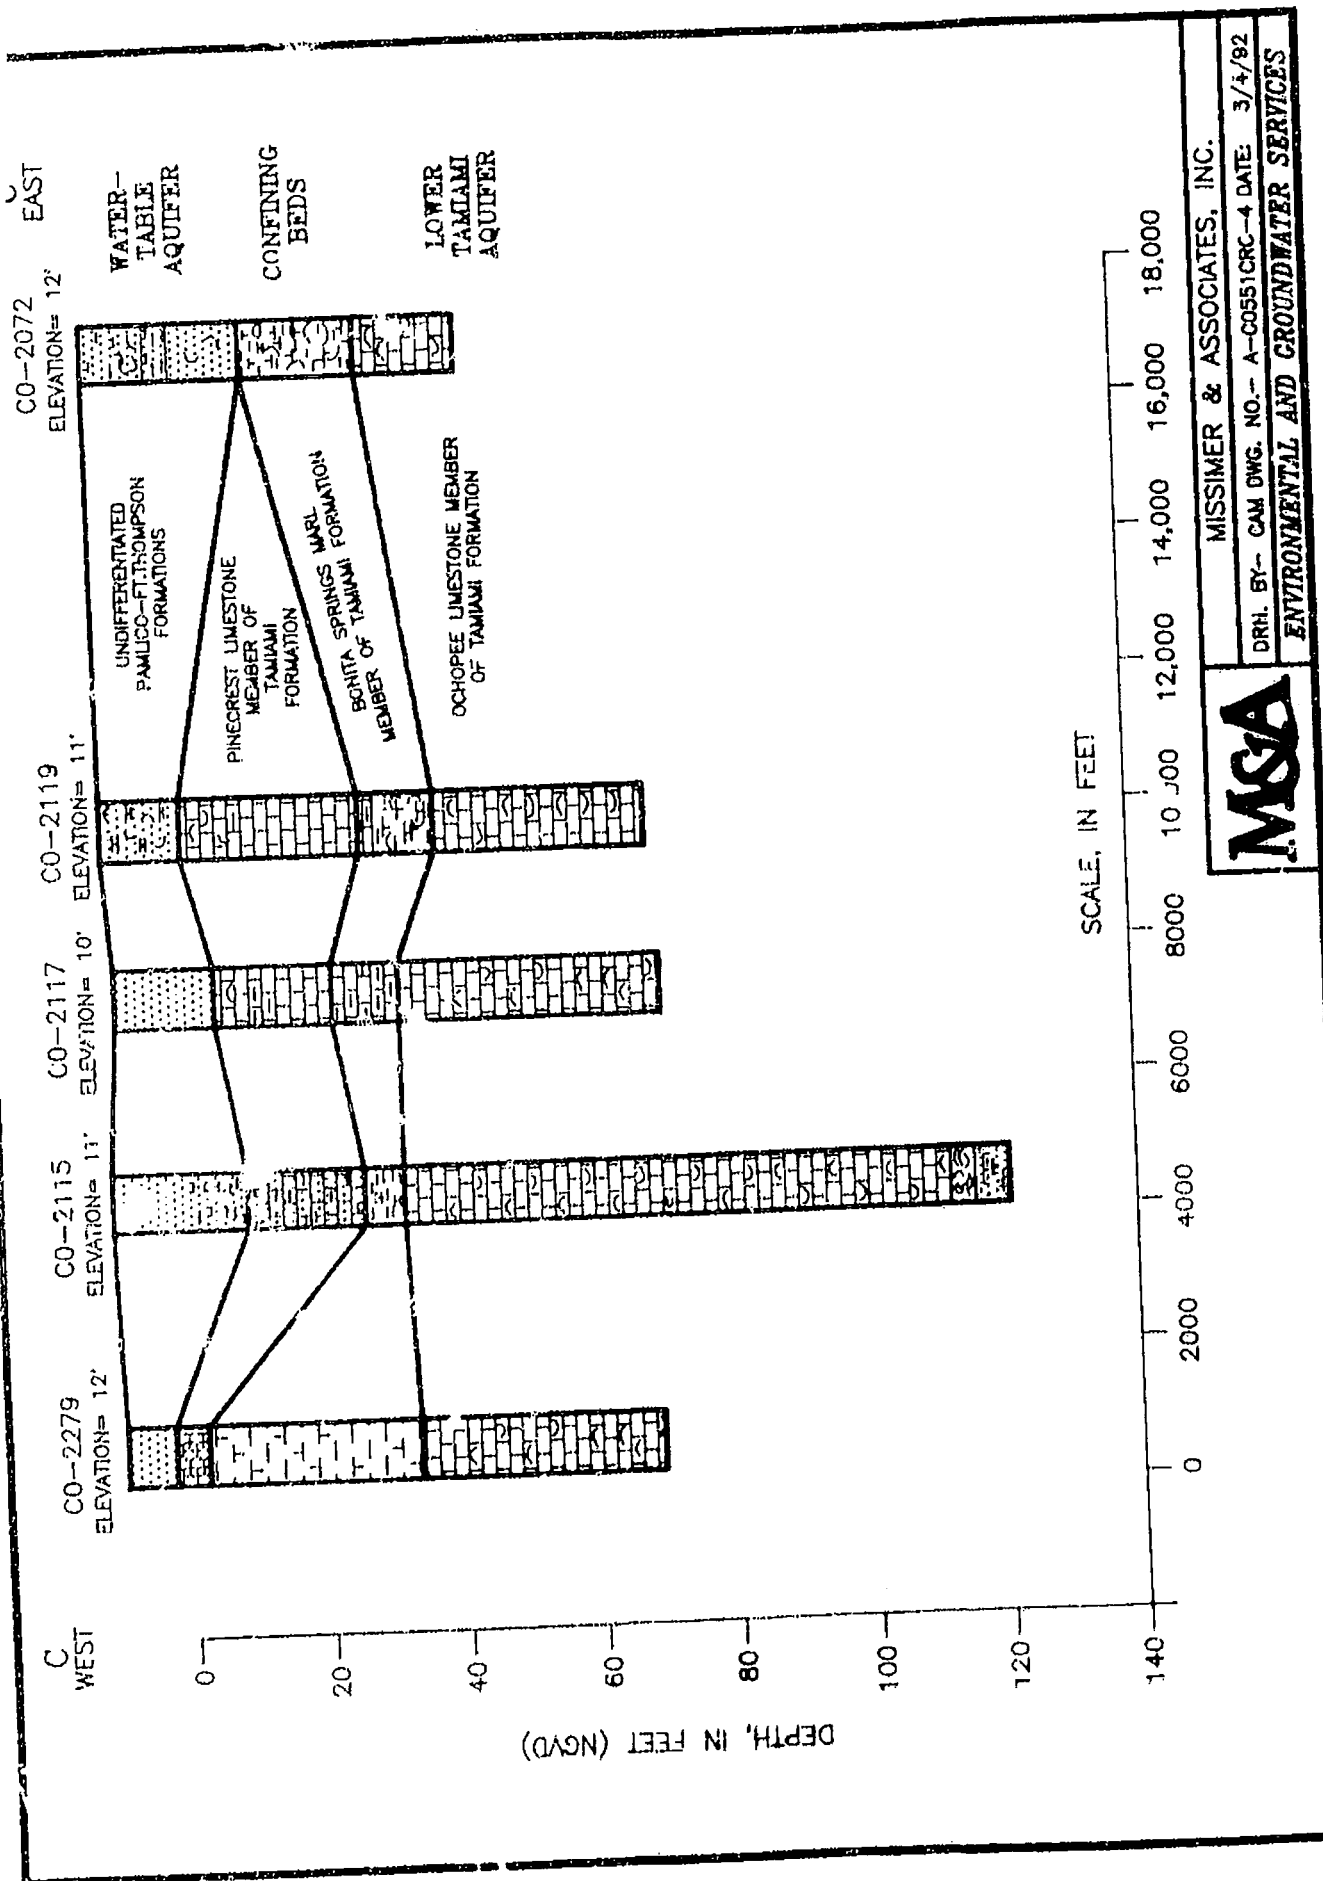 C
WEST
EAST
CO-2279
ELEVATION= 12'
CO-2115
ELEVATION= 11'
CO-2117
ELEVATION= 10'
CO-2119
ELEVATION= 11'
CO-2072
ELEVATION= 12'
WATER-
TABLE
AQUIFER
CONFINING
BEDS
LOWER
TAMIAMI
AQUIFER
UNDIFFERENTIATED
PAMLICO-FT.THOMPSON
FORMATIONS
PINECREST LIMESTONE
MEMBER OF
TAMIAMI
FORMATION
BONITA SPRINGS MARL
MEMBER OF TAMIAMI FORMATION
OCHOPEE LIMESTONE MEMBER
OF TAMIAMI FORMATION
DEPTH, IN FEET (NGVD)
0
20
40
60
80
100
120
140
SCALE, IN FEET
0
2000
4000
6000
8000
10 000
12,000
14,000
16,000
18,000
M&A
MISSIMER & ASSOCIATES, INC.
DRN. BY- CAM DWG. NO.- A-C0551CRC-4 DATE: 3/4/92
ENVIRONMENTAL AND GROUNDWATER SERVICES